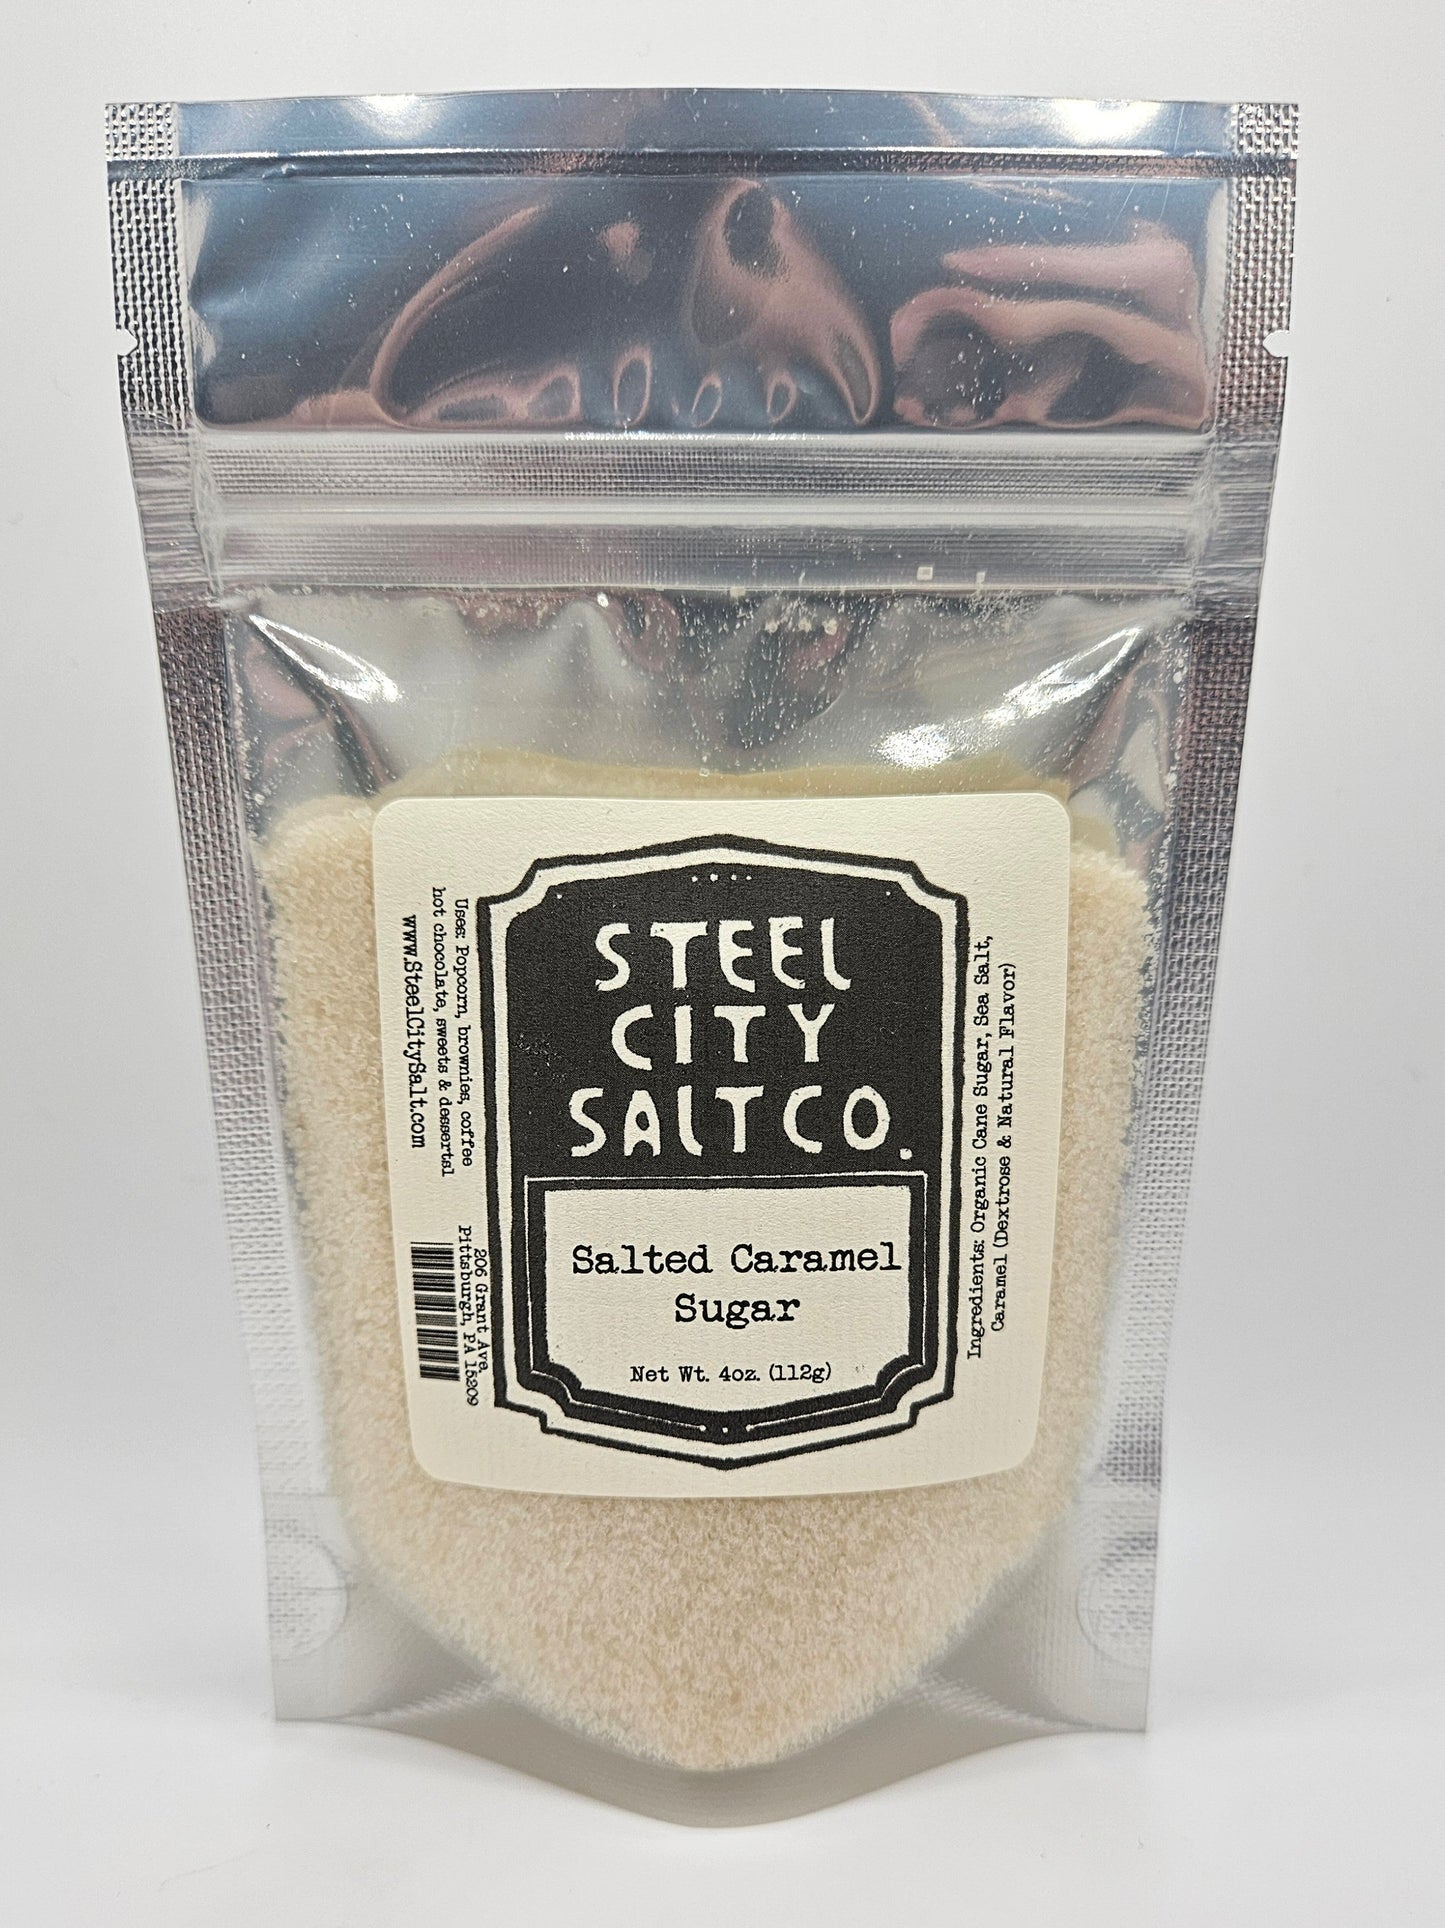 STEEL
CITY
SALT CO.
Salted Caramel
Sugar
Net Wt. 4oz. (112g)
Uses: Popcorn, brownies, coffee
hot chocolate, sweets & desserts!
www.SteelCitySalt.com
206 Grant Ave.
Pittsburgh, PA 15209
Ingredients: Organic Cane Sugar, Sea Salt,
Caramel (Dextrose & Natural Flavor)